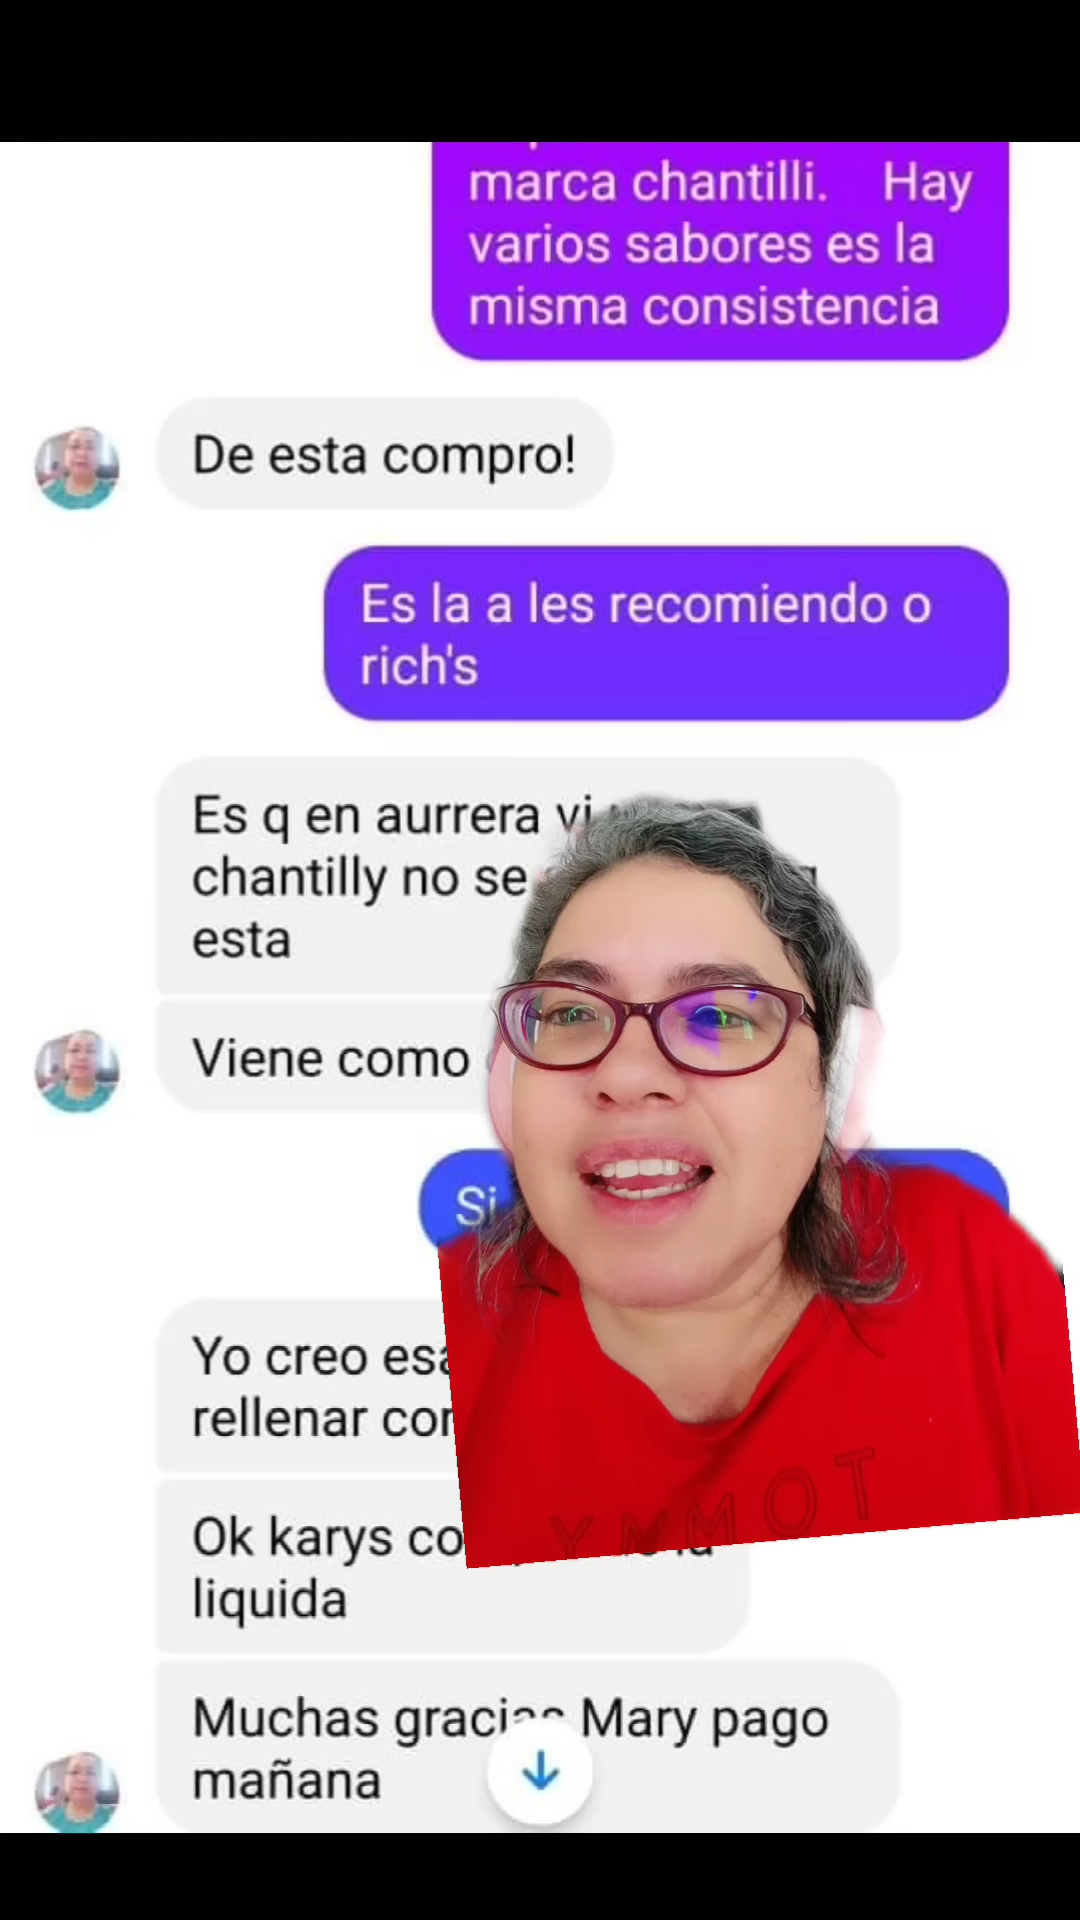 marca chantilli. Hay
varios sabores es la
misma consistencia
De esta compro!
Es la a les recomiendo o
rich's
Es q en aurrera vi
chantilly no se
esta
Viene como
Si
Yo creo esa
rellenar con
Ok karys
liquida
Muchas gracias Mary pago
mañana
YNMOT